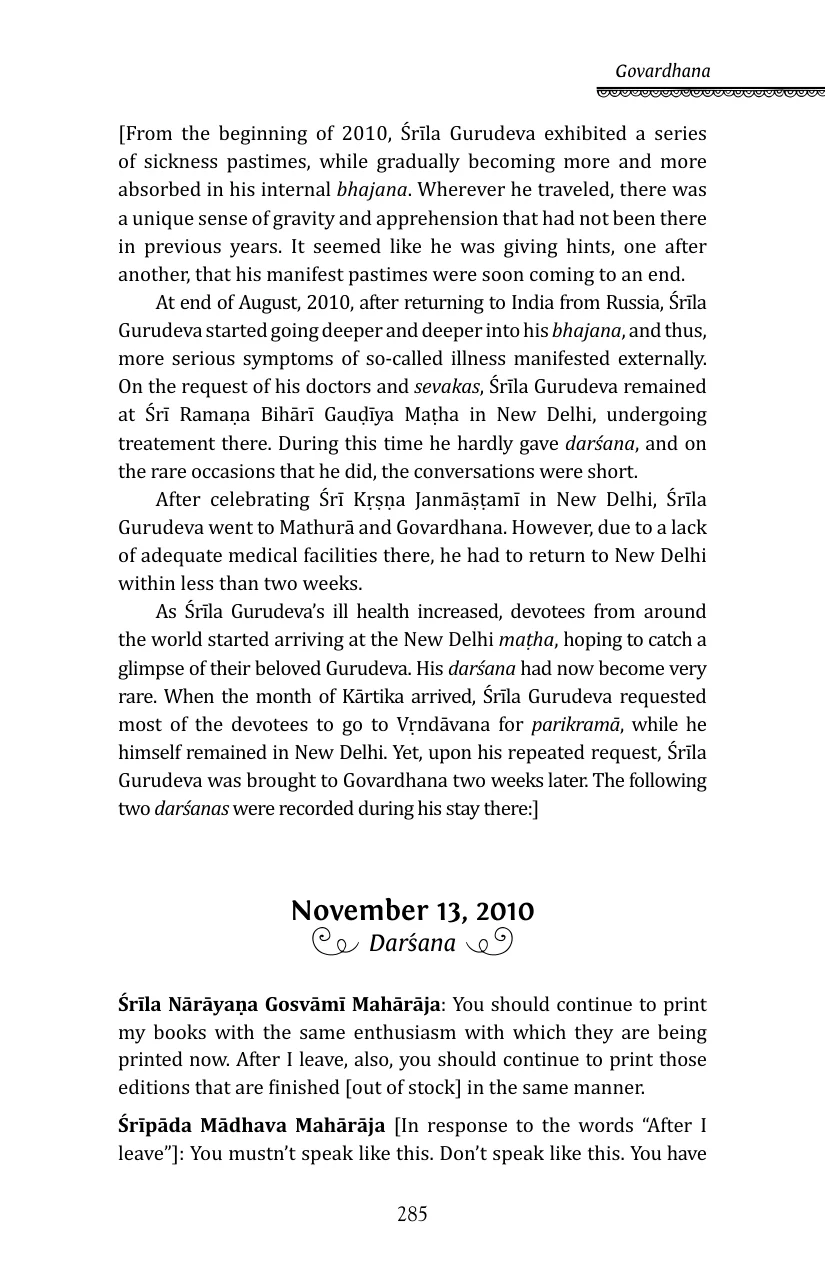 Govardhana
[From the beginning of 2010, Śrīla Gurudeva exhibited a series
of sickness pastimes, while gradually becoming more and more
absorbed in his internal bhajana. Wherever he traveled, there was
a unique sense of gravity and apprehension that had not been there
in previous years. It seemed like he was giving hints, one after
another, that his manifest pastimes were soon coming to an end.
At end of August, 2010, after returning to India from Russia, Śrīla
Gurudeva started going deeper and deeper into his bhajana, and thus,
more serious symptoms of so-called illness manifested externally.
On the request of his doctors and sevakas, Śrīla Gurudeva remained
at Śrī Ramaṇa Bihārī Gauḍīya Maṭha in New Delhi, undergoing
treatement there. During this time he hardly gave darśana, and on
the rare occasions that he did, the conversations were short.
After celebrating Śrī Kṛṣṇa Janmāṣṭamī in New Delhi, Śrīla
Gurudeva went to Mathurā and Govardhana. However, due to a lack
of adequate medical facilities there, he had to return to New Delhi
within less than two weeks.
As Śrīla Gurudeva’s ill health increased, devotees from around
the world started arriving at the New Delhi maṭha, hoping to catch a
glimpse of their beloved Gurudeva. His darśana had now become very
rare. When the month of Kārtika arrived, Śrīla Gurudeva requested
most of the devotees to go to Vṛndāvana for parikramā, while he
himself remained in New Delhi. Yet, upon his repeated request, Śrīla
Gurudeva was brought to Govardhana two weeks later. The following
two darśanas were recorded during his stay there:]
November 13, 2010
Darśana
Śrīla Nārāyaṇa Gosvāmī Mahārāja: You should continue to print
my books with the same enthusiasm with which they are being
printed now. After I leave, also, you should continue to print those
editions that are finished [out of stock] in the same manner.
Śrīpāda Mādhava Mahārāja [In response to the words “After I
leave”]: You mustn’t speak like this. Don’t speak like this. You have
285